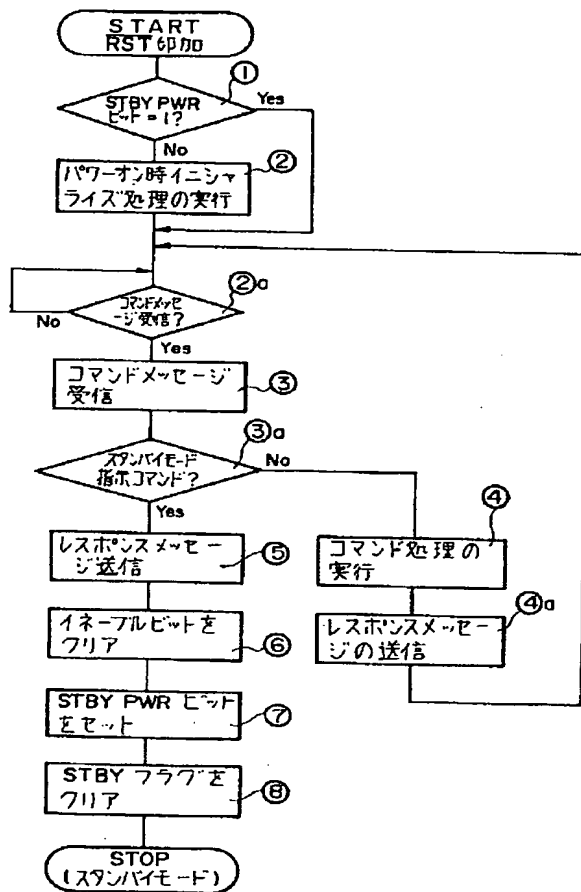 START
RST印加
①
STBY PWR
ビット=1?
Yes
No
②
パワーオン時イニシャ
ライズ処理の実行
②a
コマンドメッセ
ージ受信?
No
Yes
コマンドメッセージ
受信
③
③a
スタンバイモード
指示コマンド?
No
Yes
④
コマンド処理の
実行
レスポンスメッセー
ジ送信
⑤
④a
レスポンスメッセー
ジの送信
イネーブルビットを
クリア
⑥
STBY PWR ビット
をセット
⑦
STBY フラグを
クリア
⑧
STOP
(スタンバイモード)